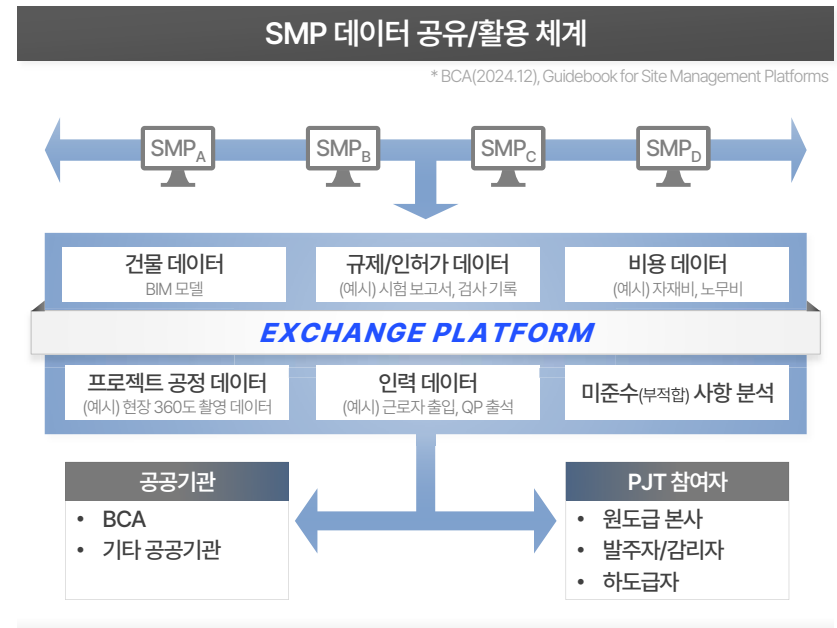 SMP 데이터 공유/활용 체계
* BCA(2024.12), Guidebook for Site Management Platforms
SMP_A SMP_B SMP_C SMP_D
건물 데이터 규제/인허가 데이터 비용 데이터
BIM 모델 (예시) 시험 보고서, 검사 기록 (예시) 자재비, 노무비
EXCHANGE PLATFORM
프로젝트 공정 데이터 인력 데이터 미준수(부적합) 사항 분석
(예시) 현장 360도 촬영 데이터 (예시) 근로자 출입, QP 출석
공공기관 PJT 참여자
• BCA • 원도급 본사
• 기타 공공기관 • 발주자/감리자
• 하도급자